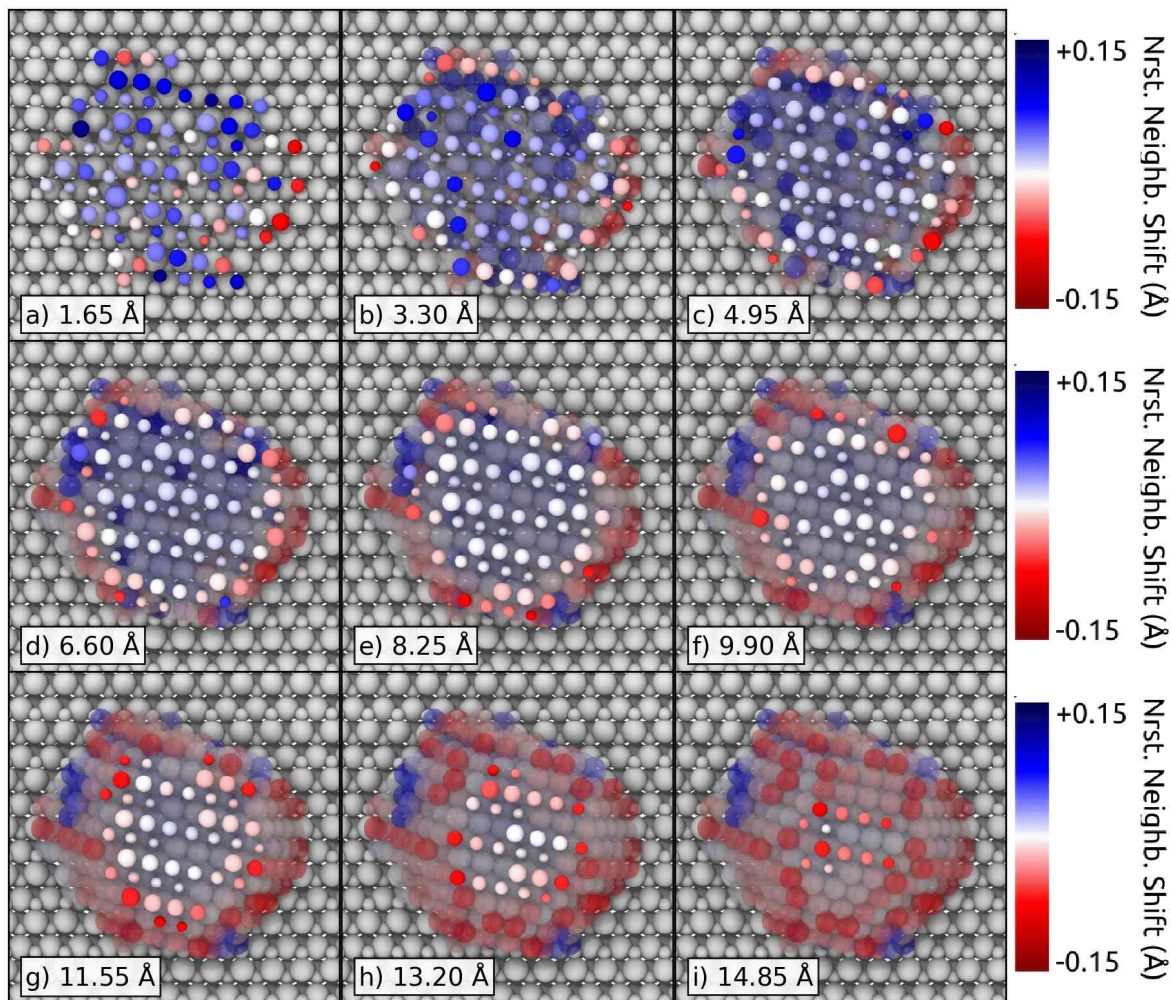 a) 1.65 Å
b) 3.30 Å
c) 4.95 Å
+0.15
-0.15
Nrst. Neighb. Shift (Å)
d) 6.60 Å
e) 8.25 Å
f) 9.90 Å
+0.15
-0.15
Nrst. Neighb. Shift (Å)
g) 11.55 Å
h) 13.20 Å
i) 14.85 Å
+0.15
-0.15
Nrst. Neighb. Shift (Å)